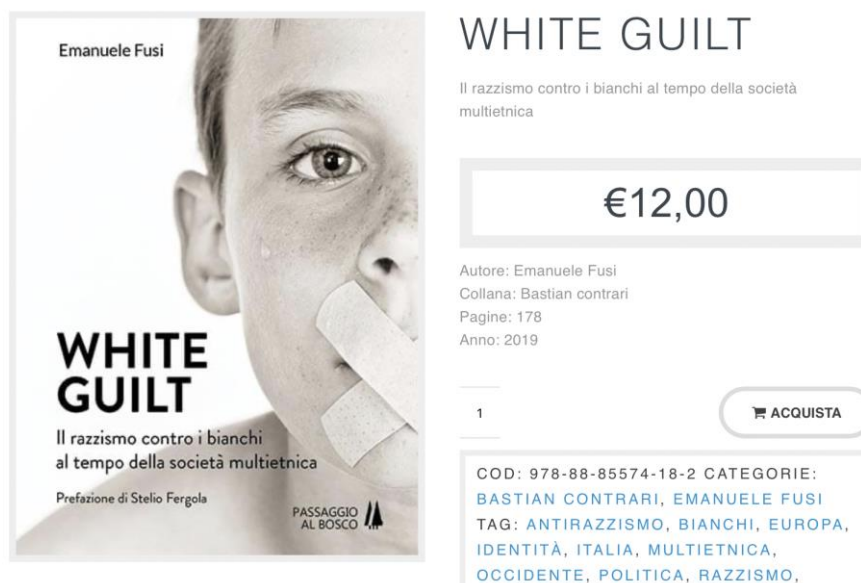 Emanuele Fusi
WHITE
GUILT
Il razzismo contro i bianchi
al tempo della società multietnica
Prefazione di Stelio Fergola
PASSAGGIO
AL BOSCO
WHITE GUILT
Il razzismo contro i bianchi al tempo della società
multietnica
€12,00
Autore: Emanuele Fusi
Collana: Bastian contrari
Pagine: 178
Anno: 2019
1
ACQUISTA
COD: 978-88-85574-18-2 CATEGORIE:
BASTIAN CONTRARI, EMANUELE FUSI
TAG: ANTIRAZZISMO, BIANCHI, EUROPA,
IDENTITÀ, ITALIA, MULTIETNICA,
OCCIDENTE, POLITICA, RAZZISMO,